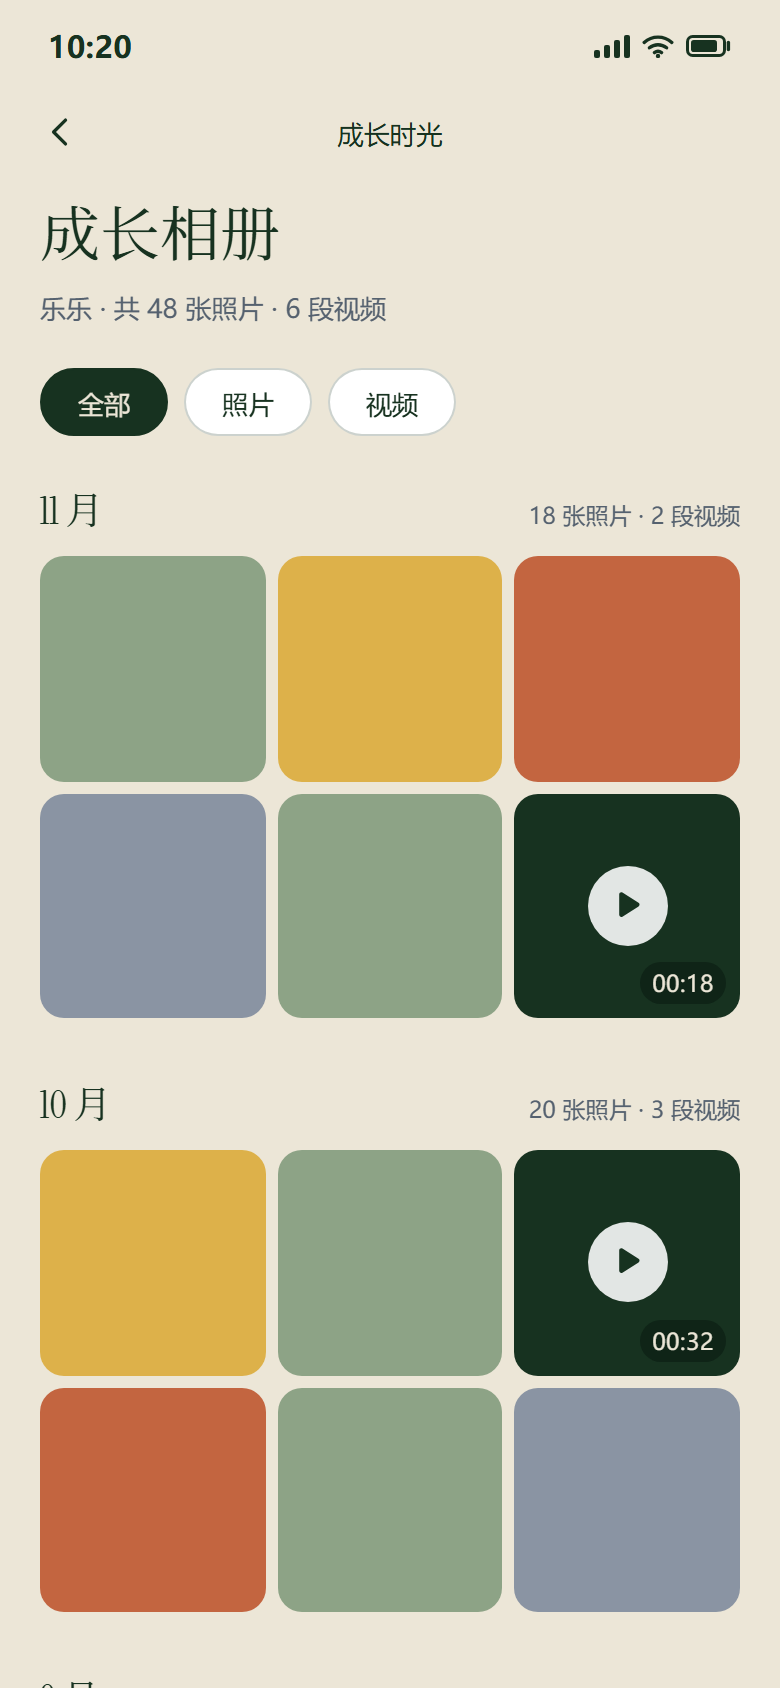 10:20
成长时光
成长相册
乐乐 · 共 48 张照片 · 6 段视频
全部
照片
视频
11 月
18 张照片 · 2 段视频
00:18
10 月
20 张照片 · 3 段视频
00:32